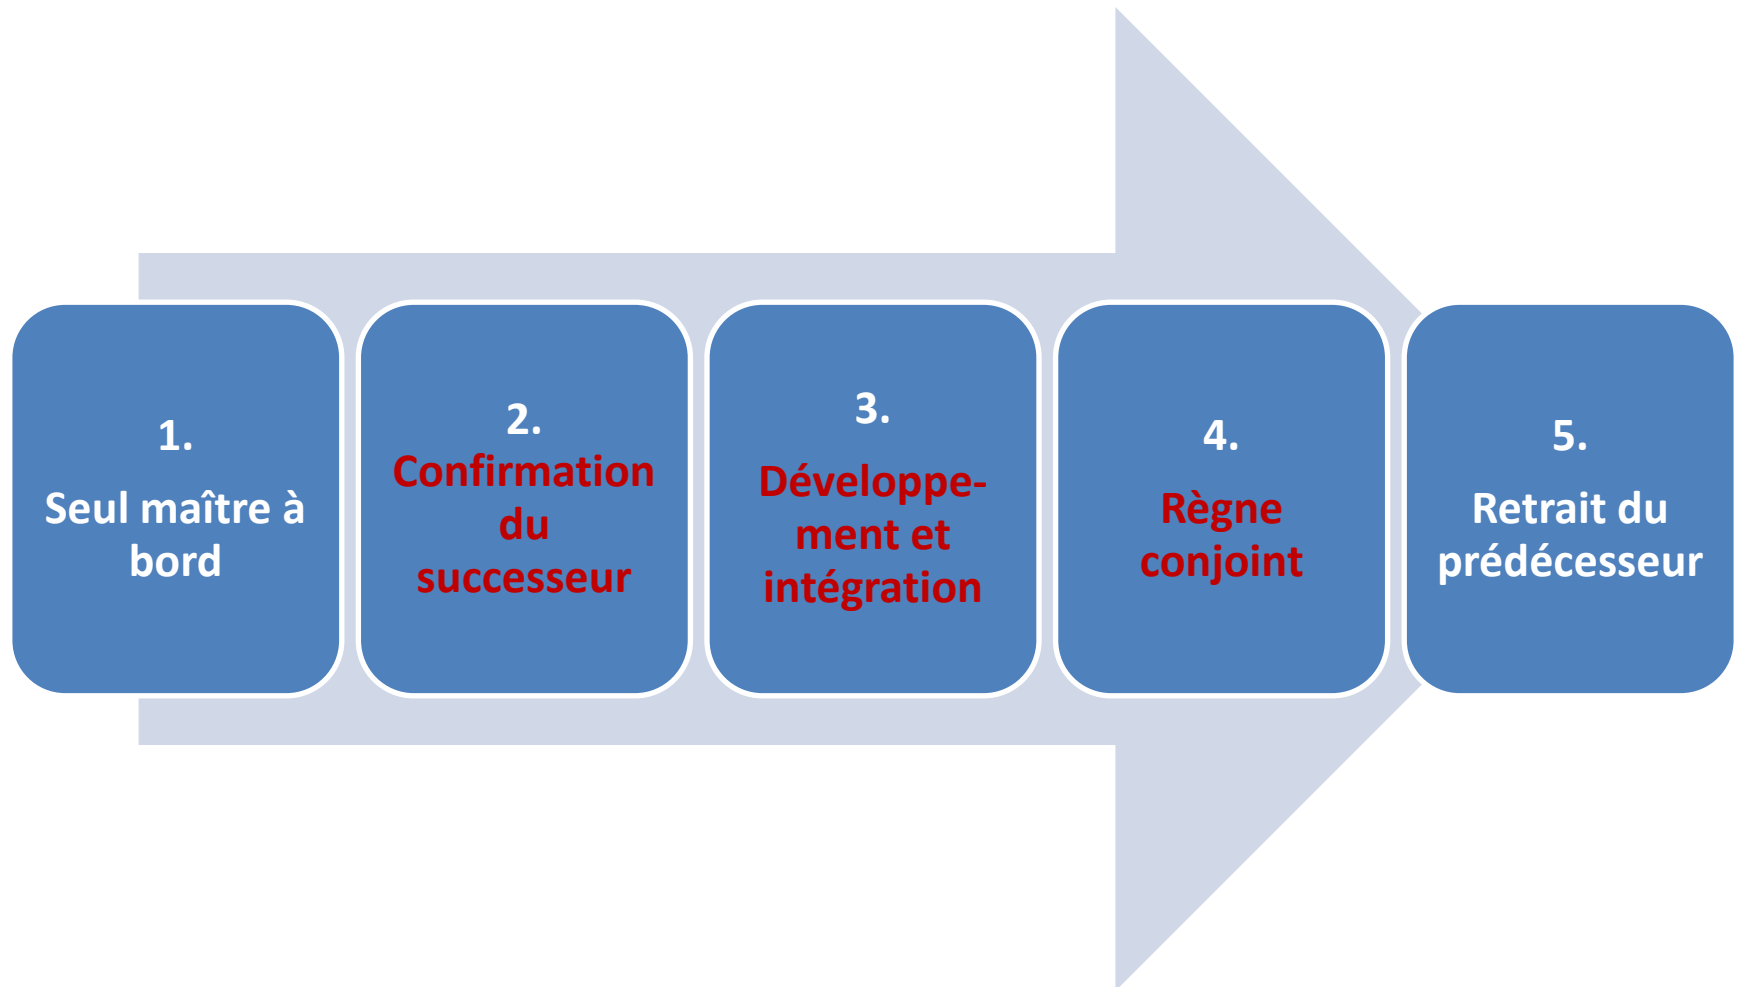 1.
Seul maître à
bord
2.
Confirmation
du
successeur
3.
Développe-
ment et
intégration
4.
Règne
conjoint
5.
Retrait du
prédécesseur